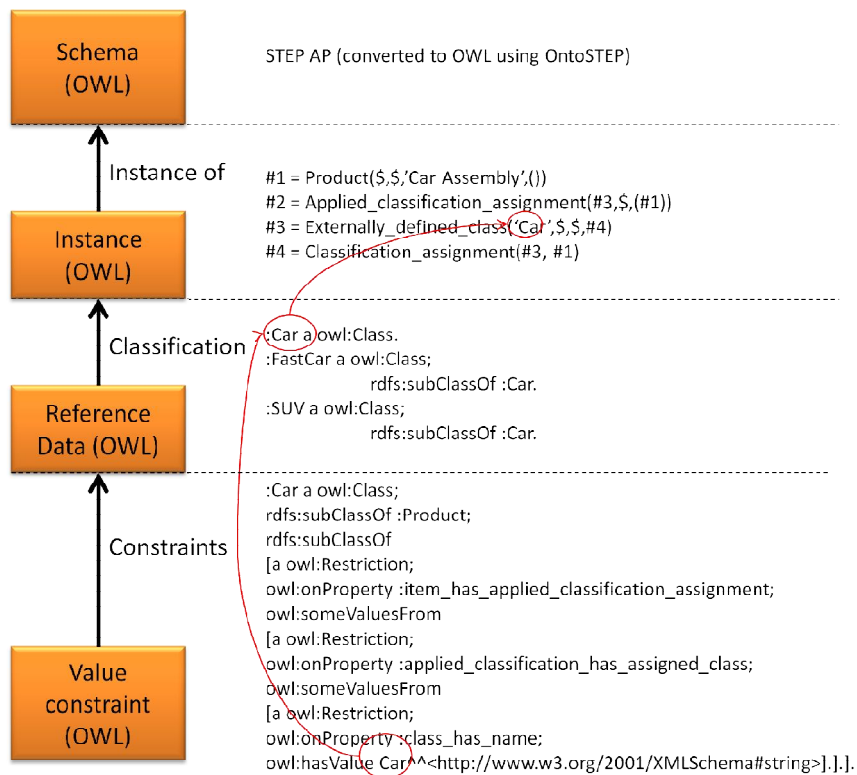 Schema
(OWL)
STEP AP (converted to OWL using OntoSTEP)
Instance of
#1 = Product($,$,’Car Assembly’,())
#2 = Applied_classification_assignment(#3,$,(#1))
#3 = Externally_defined_class(‘Car’,$,$,#4)
#4 = Classification_assignment(#3, #1)
Instance
(OWL)
Classification
:Car a owl:Class.
:FastCar a owl:Class;
rdfs:subClassOf :Car.
:SUV a owl:Class;
rdfs:subClassOf :Car.
Reference
Data (OWL)
Constraints
:Car a owl:Class;
rdfs:subClassOf :Product;
rdfs:subClassOf
[a owl:Restriction;
owl:onProperty :item_has_applied_classification_assignment;
owl:someValuesFrom
[a owl:Restriction;
owl:onProperty :applied_classification_has_assigned_class;
owl:someValuesFrom
[a owl:Restriction;
owl:onProperty :class_has_name;
owl:hasValue Car^^<http://www.w3.org/2001/XMLSchema#string>].].].
Value
constraint
(OWL)